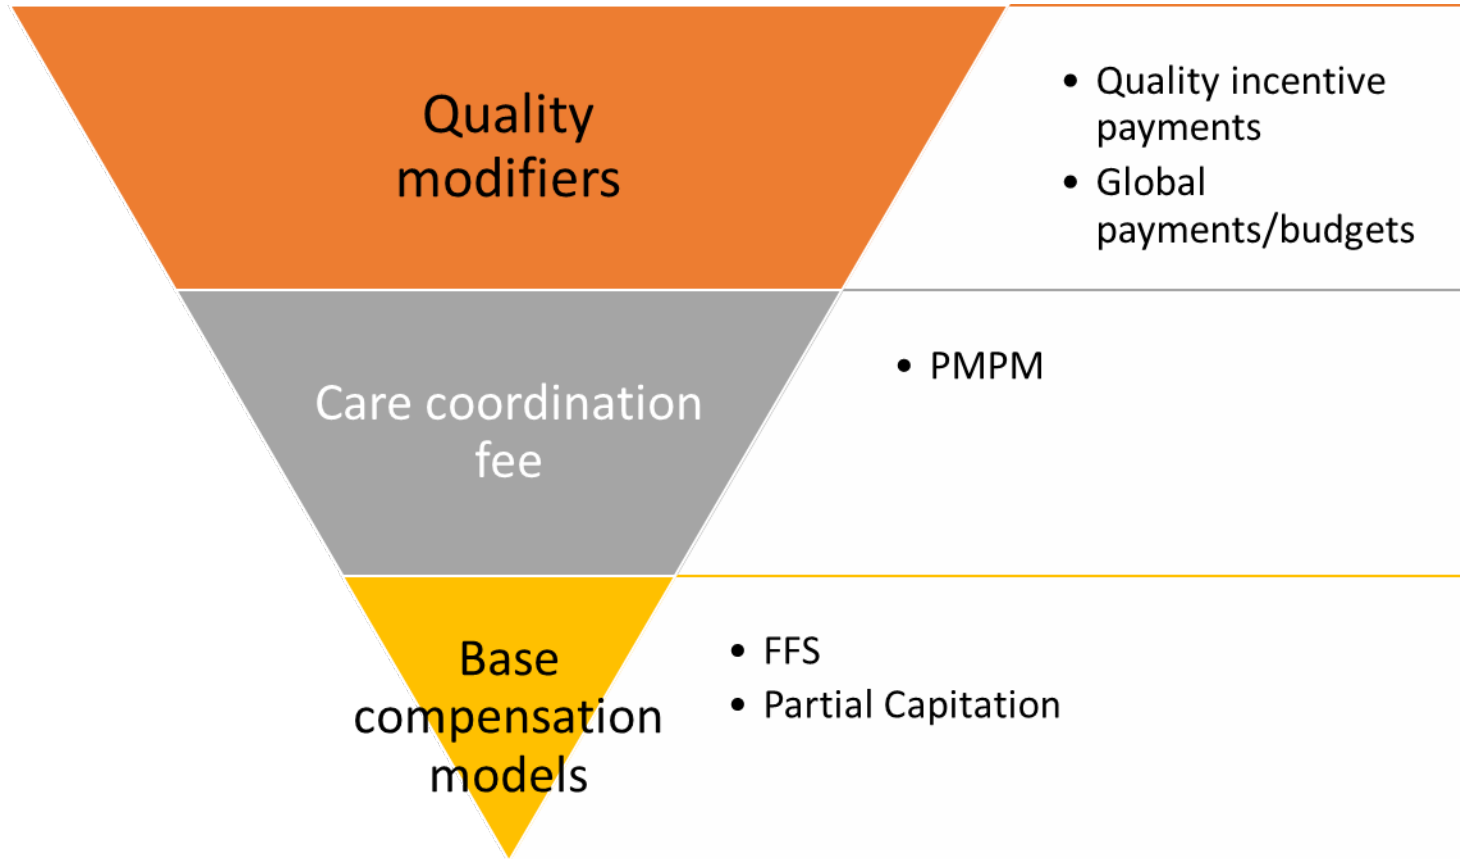 Quality
modifiers
• Quality incentive
payments
• Global
payments/budgets
Care coordination
fee
• PMPM
Base
compensation
models
• FFS
• Partial Capitation